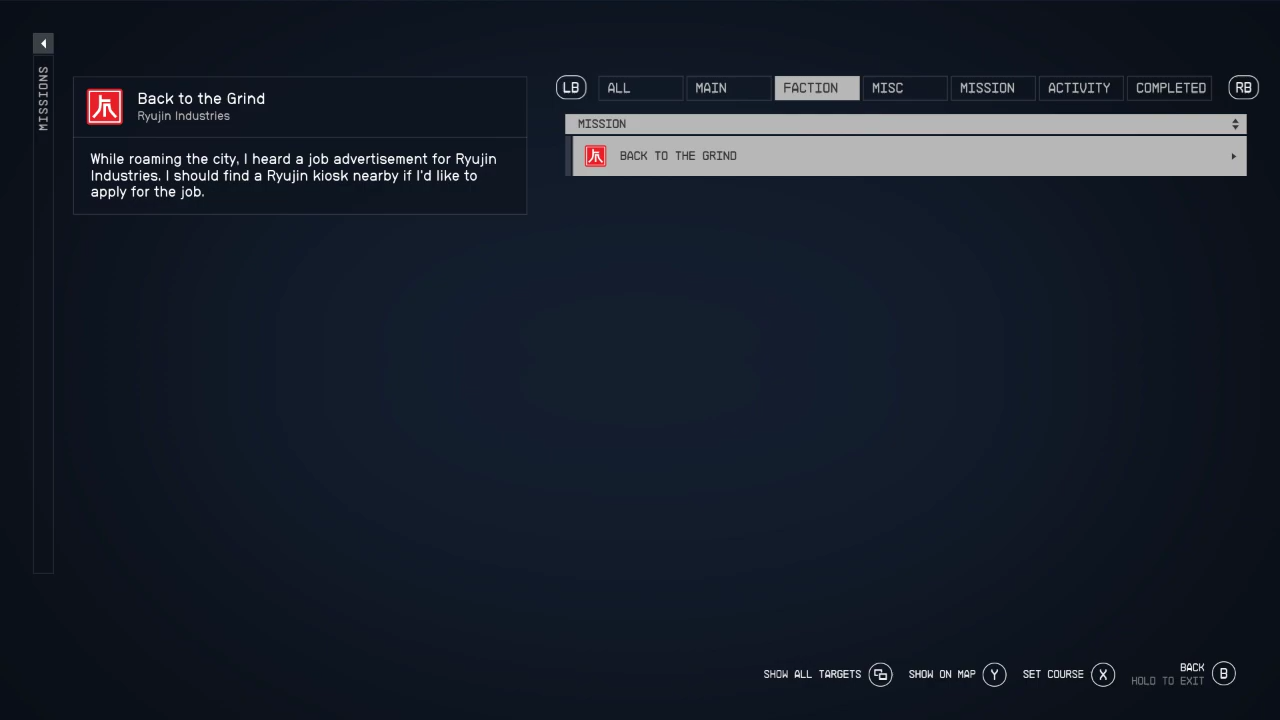 MISSIONS
Back to the Grind
Ryujin Industries
While roaming the city, I heard a job advertisement for Ryujin
Industries. I should find a Ryujin kiosk nearby if I'd like to
apply for the job.
LB
ALL
MAIN
FACTION
MISC
MISSION
ACTIVITY
COMPLETED
RB
MISSION
BACK TO THE GRIND
SHOW ALL TARGETS
SHOW ON MAP Y
SET COURSE X
BACK B
HOLD TO EXIT